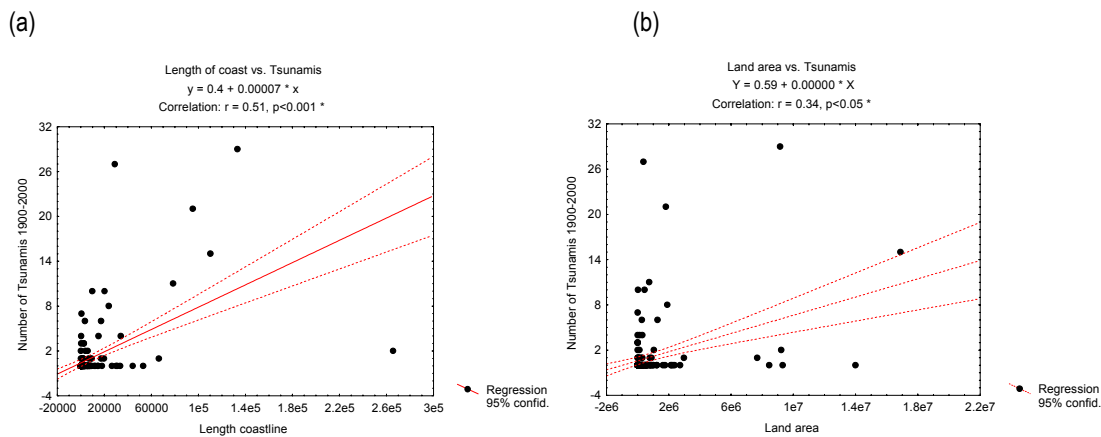 (a)
Length of coast vs. Tsunamis
y = 0.4 + 0.00007 * x
Correlation: r = 0.51, p<0.001 *
Number of Tsunamis 1900-2000
32
26
20
14
8
2
-4
-20000 20000 60000 1e5 1.4e5 1.8e5 2.2e5 2.6e5 3e5
Length coastline
Regression
95% confid.
(b)
Land area vs. Tsunamis
Y = 0.59 + 0.00000 * X
Correlation: r = 0.34, p<0.05 *
Number of Tsunamis 1900-2000
32
26
20
14
8
2
-4
-2e6 2e6 6e6 1e7 1.4e7 1.8e7 2.2e7
Land area
Regression
95% confid.